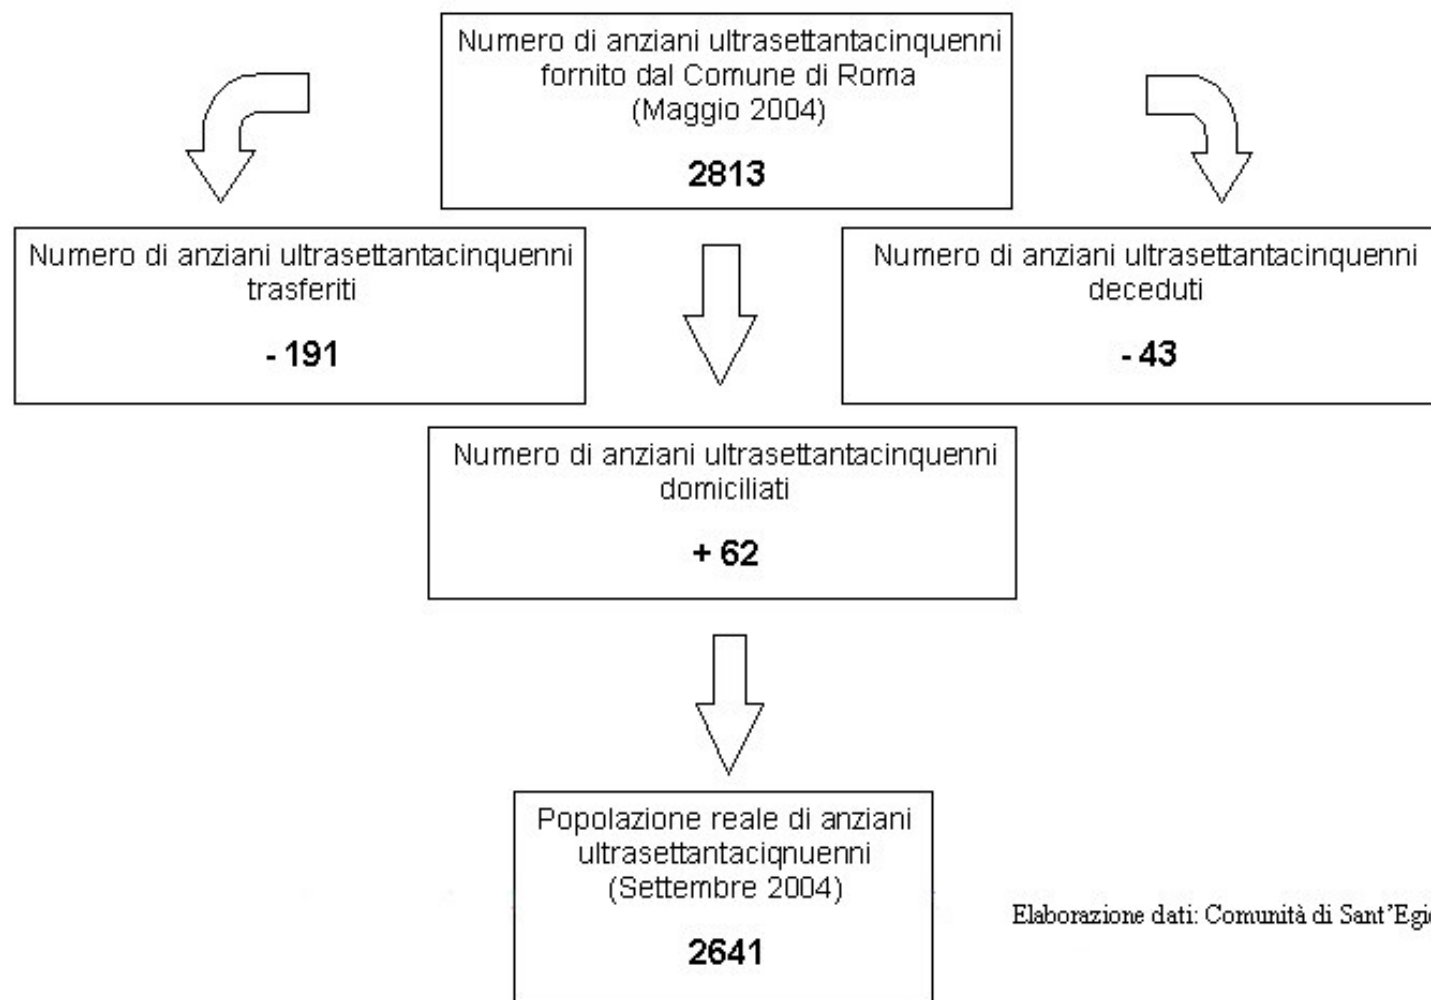 Numero di anziani ultrasettantacinquenni
fornito dal Comune di Roma
(Maggio 2004)
2813
Numero di anziani ultrasettantacinquenni
trasferiti
- 191
Numero di anziani ultrasettantacinquenni
deceduti
- 43
Numero di anziani ultrasettantacinquenni
domiciliati
+ 62
Popolazione reale di anziani
ultrasettantaciqnuenni
(Settembre 2004)
2641
Elaborazione dati: Comunità di Sant’Egi